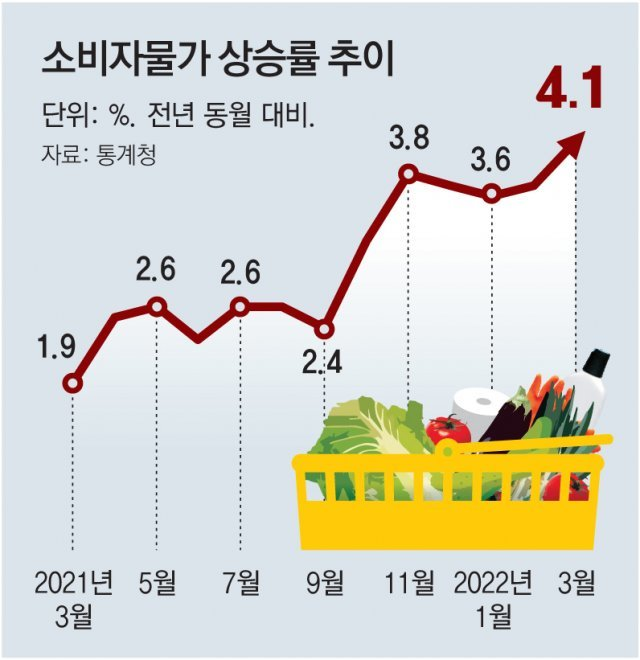 소비자물가 상승률 추이
단위: %. 전년 동월 대비.
자료: 통계청
4.1
3.8
3.6
2.6
2.6
2.4
1.9
2021년 5월 7월 9월 11월 2022년 3월
3월 1월